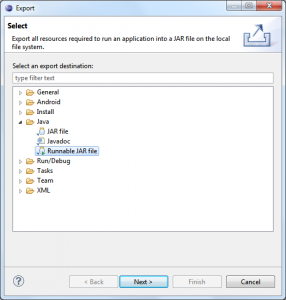 Export
Select
Export all resources required to run an application into a JAR file on the local
file system.
Select an export destination:
type filter text
General
Android
Install
Java
JAR file
Javadoc
Runnable JAR file
Run/Debug
Tasks
Team
XML
?
< Back
Next >
Finish
Cancel